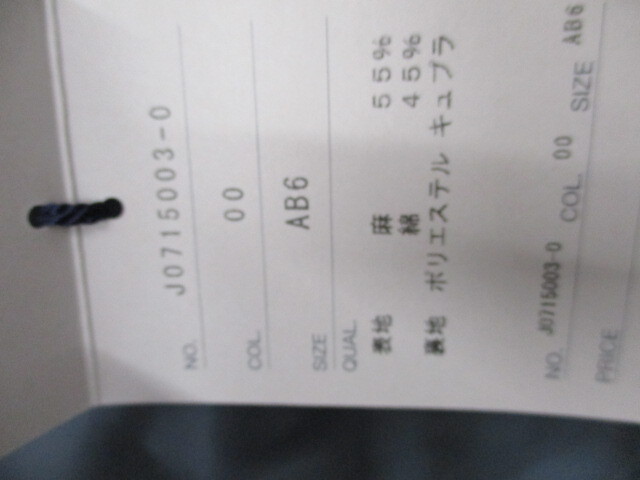 NO. J0715003-0
COL. 00
SIZE AB6
QUAL
表地 麻 55%
綿 45%
裏地 ポリエステル キュプラ
NO. J0715003-0 COL. 00 SIZE AB6
PRICE